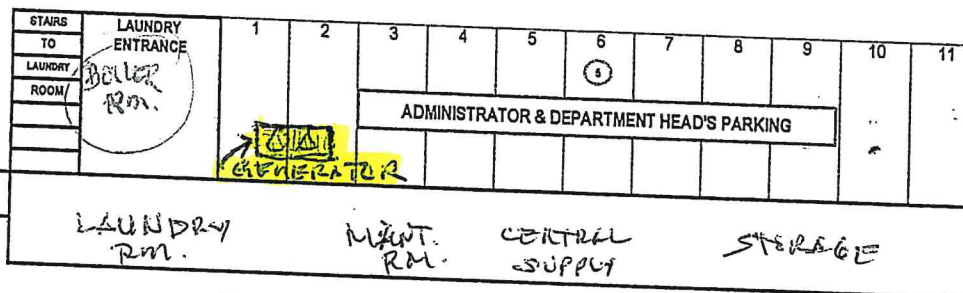 STAIRS
TO
LAUNDRY
ROOM
LAUNDRY
ENTRANCE
BOILER
RM.
1 2 3 4 5 6 7 8 9 10 11
5
ADMINISTRATOR & DEPARTMENT HEAD'S PARKING
GENERATOR
LAUNDRY
RM.
MAINT.
RM.
CENTRAL
SUPPLY
STORAGE